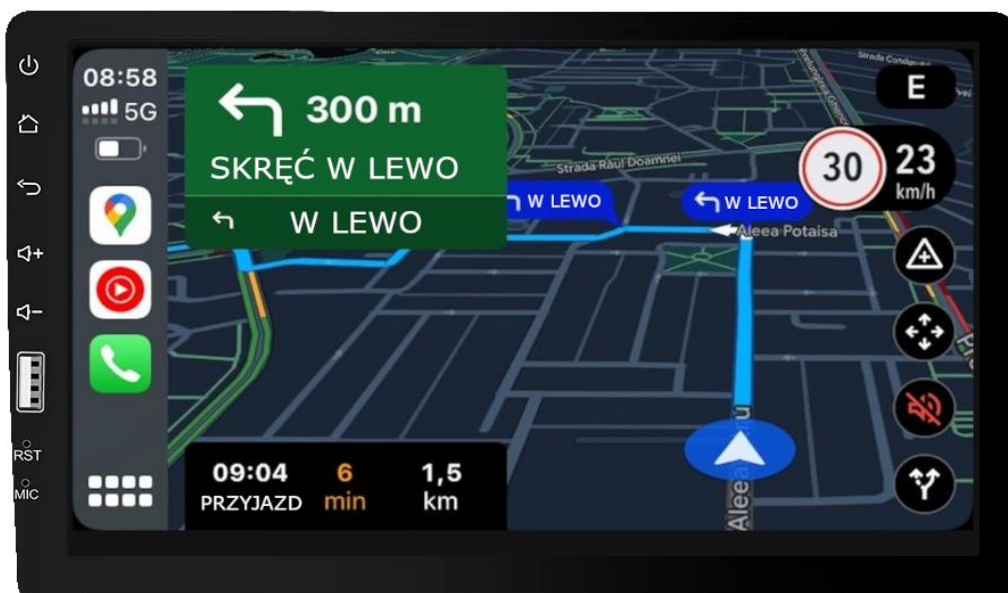 08:58
5G
300 m
SKRĘĆ W LEWO
W LEWO
W LEWO
W LEWO
E
30
23
km/h
Strada Raul Doamnei
Aleea Potaisa
09:04
6
1,5
PRZYJAZD
min
km
RST
MIC